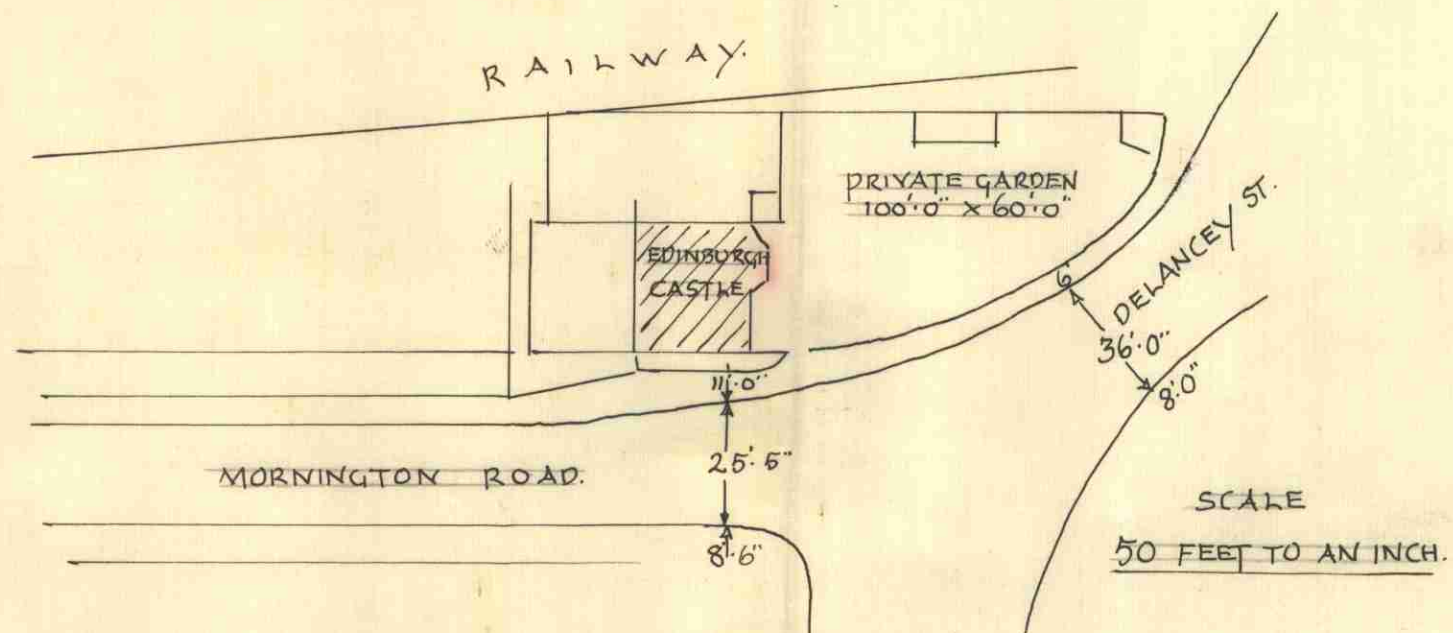 RAILWAY.
PRIVATE GARDEN
100'.0" X 60'.0"
EDINBURGH
CASTLE
6'
DELANCEY ST.
36'.0"
8'.0"
11'.0"
25'.5"
MORNINGTON ROAD.
8'.6"
SCALE
50 FEET TO AN INCH.